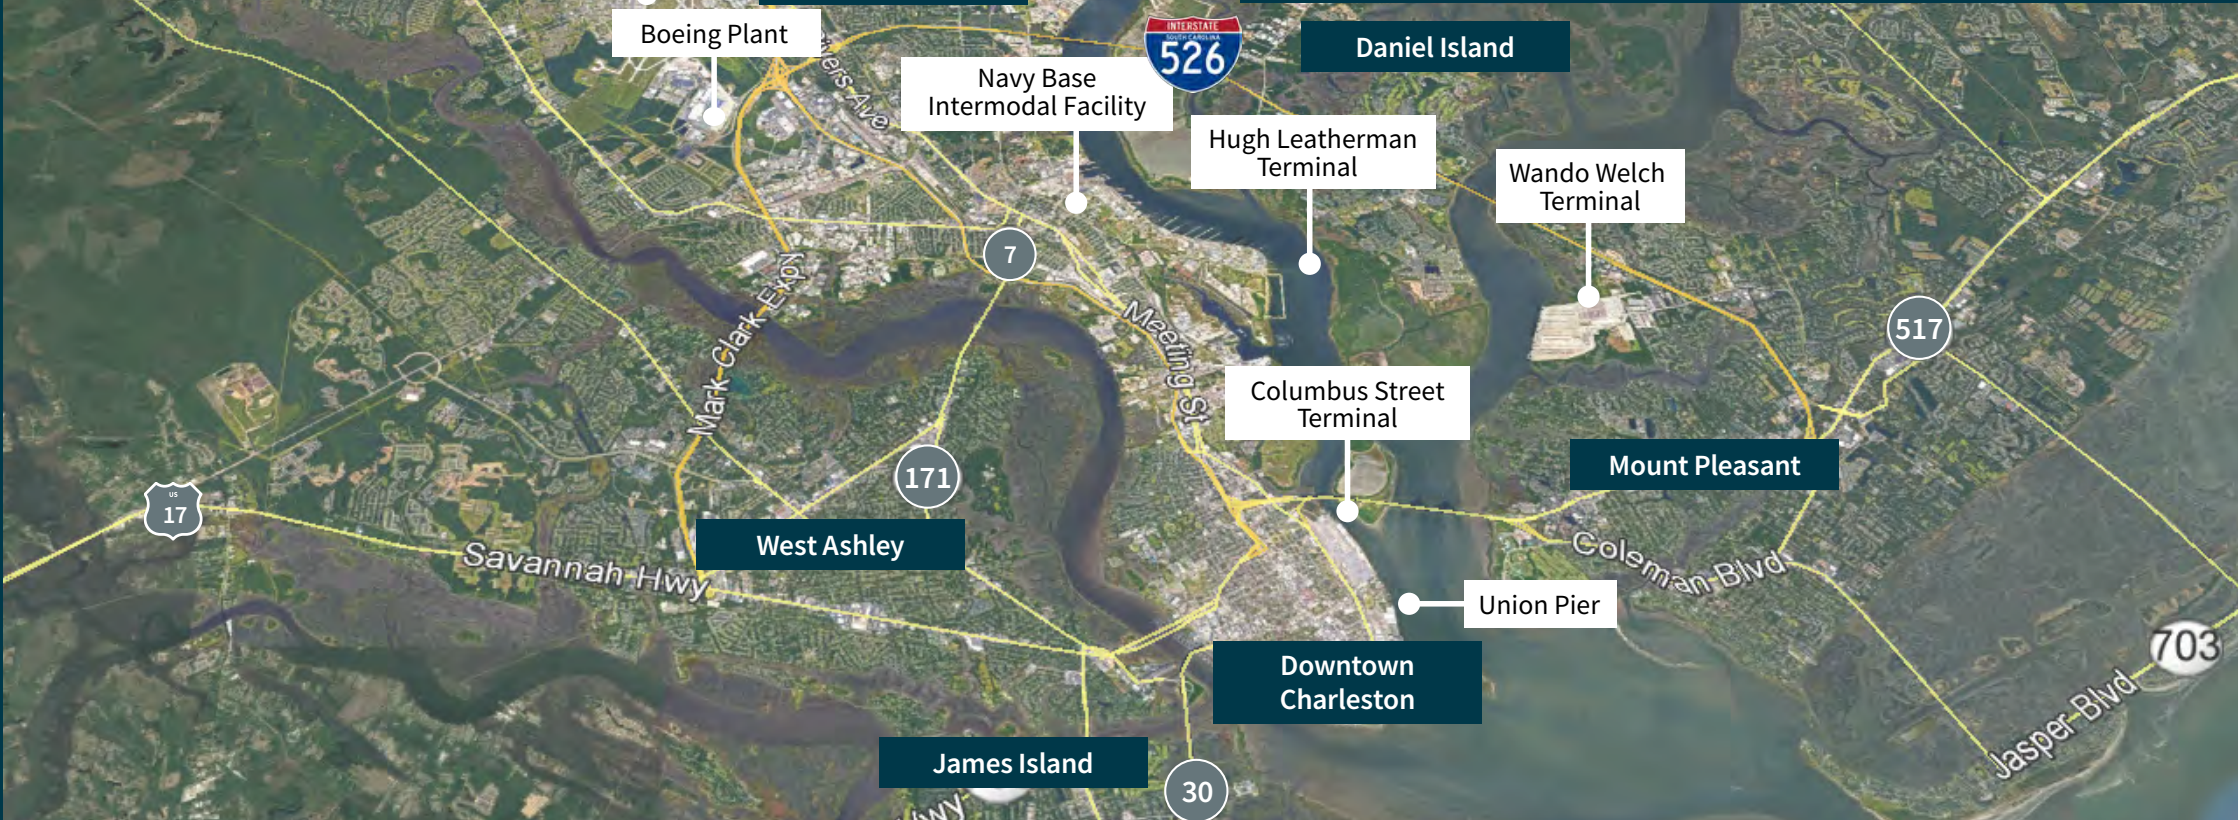 Boeing Plant
INTERSTATE
SOUTH CAROLINA
526
Daniel Island
Navy Base
Intermodal Facility
Ave
Hugh Leatherman
Terminal
Wando Welch
Terminal
7
Mark Clark Expy
Meeting St
517
Columbus Street
Terminal
171
Mount Pleasant
US
17
West Ashley
Savannah Hwy
Coleman Blvd
Union Pier
703
Downtown
Charleston
Jasper Blvd
James Island
30
Hwy